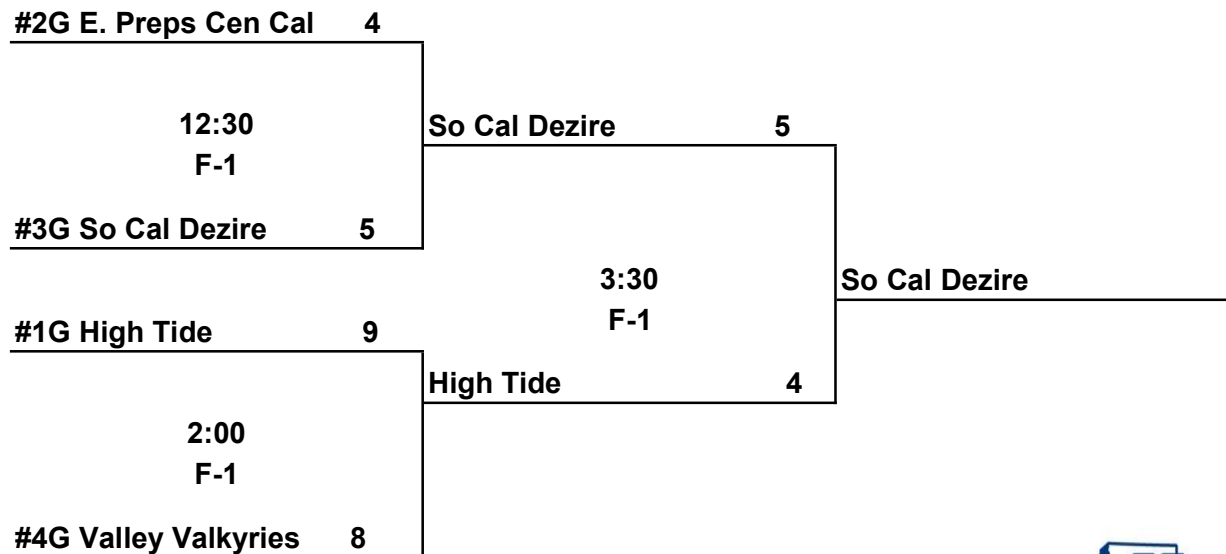 #2G E. Preps Cen Cal 4
12:30
F-1
So Cal Dezire 5
#3G So Cal Dezire 5
3:30
F-1
So Cal Dezire
#1G High Tide 9
High Tide 4
2:00
F-1
#4G Valley Valkyries 8